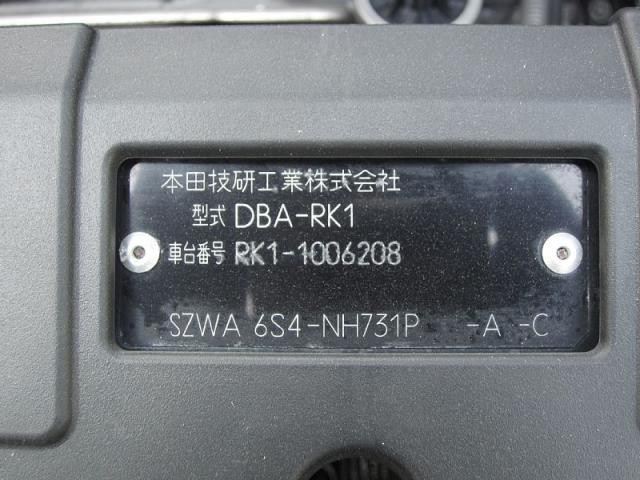 本田技研工業株式会社
型式 DBA-RK1
車台番号 RK1-1006208
SZWA 6S4-NH731P -A -C